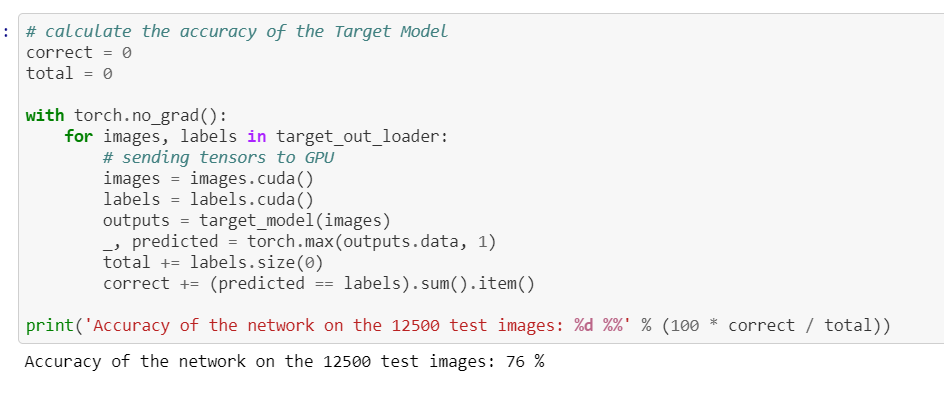 :
# calculate the accuracy of the Target Model
correct = 0
total = 0
with torch.no_grad():
    for images, labels in target_out_loader:
        # sending tensors to GPU
        images = images.cuda()
        labels = labels.cuda()
        outputs = target_model(images)
        _, predicted = torch.max(outputs.data, 1)
        total += labels.size(0)
        correct += (predicted == labels).sum().item()
print('Accuracy of the network on the 12500 test images: %d %%' % (100 * correct / total))
Accuracy of the network on the 12500 test images: 76 %